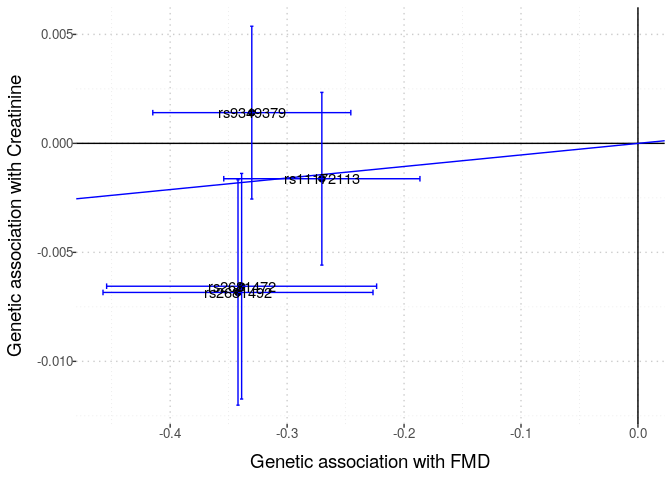 Genetic association with Creatinine
0.005
0.000
-0.005
-0.010
rs9349379
rs11172113
rs2681472
rs2681492
-0.4
-0.3
-0.2
-0.1
0.0
Genetic association with FMD